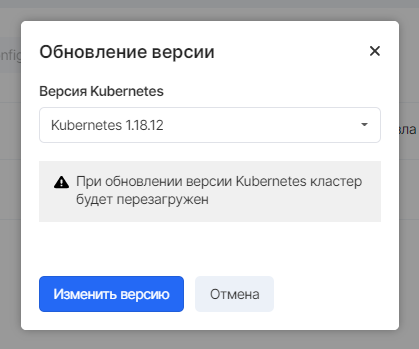 Обновление версии
Версия Kubernetes
Kubernetes 1.18.12
При обновлении версии Kubernetes кластер
будет перезагружен
Изменить версию
Отмена